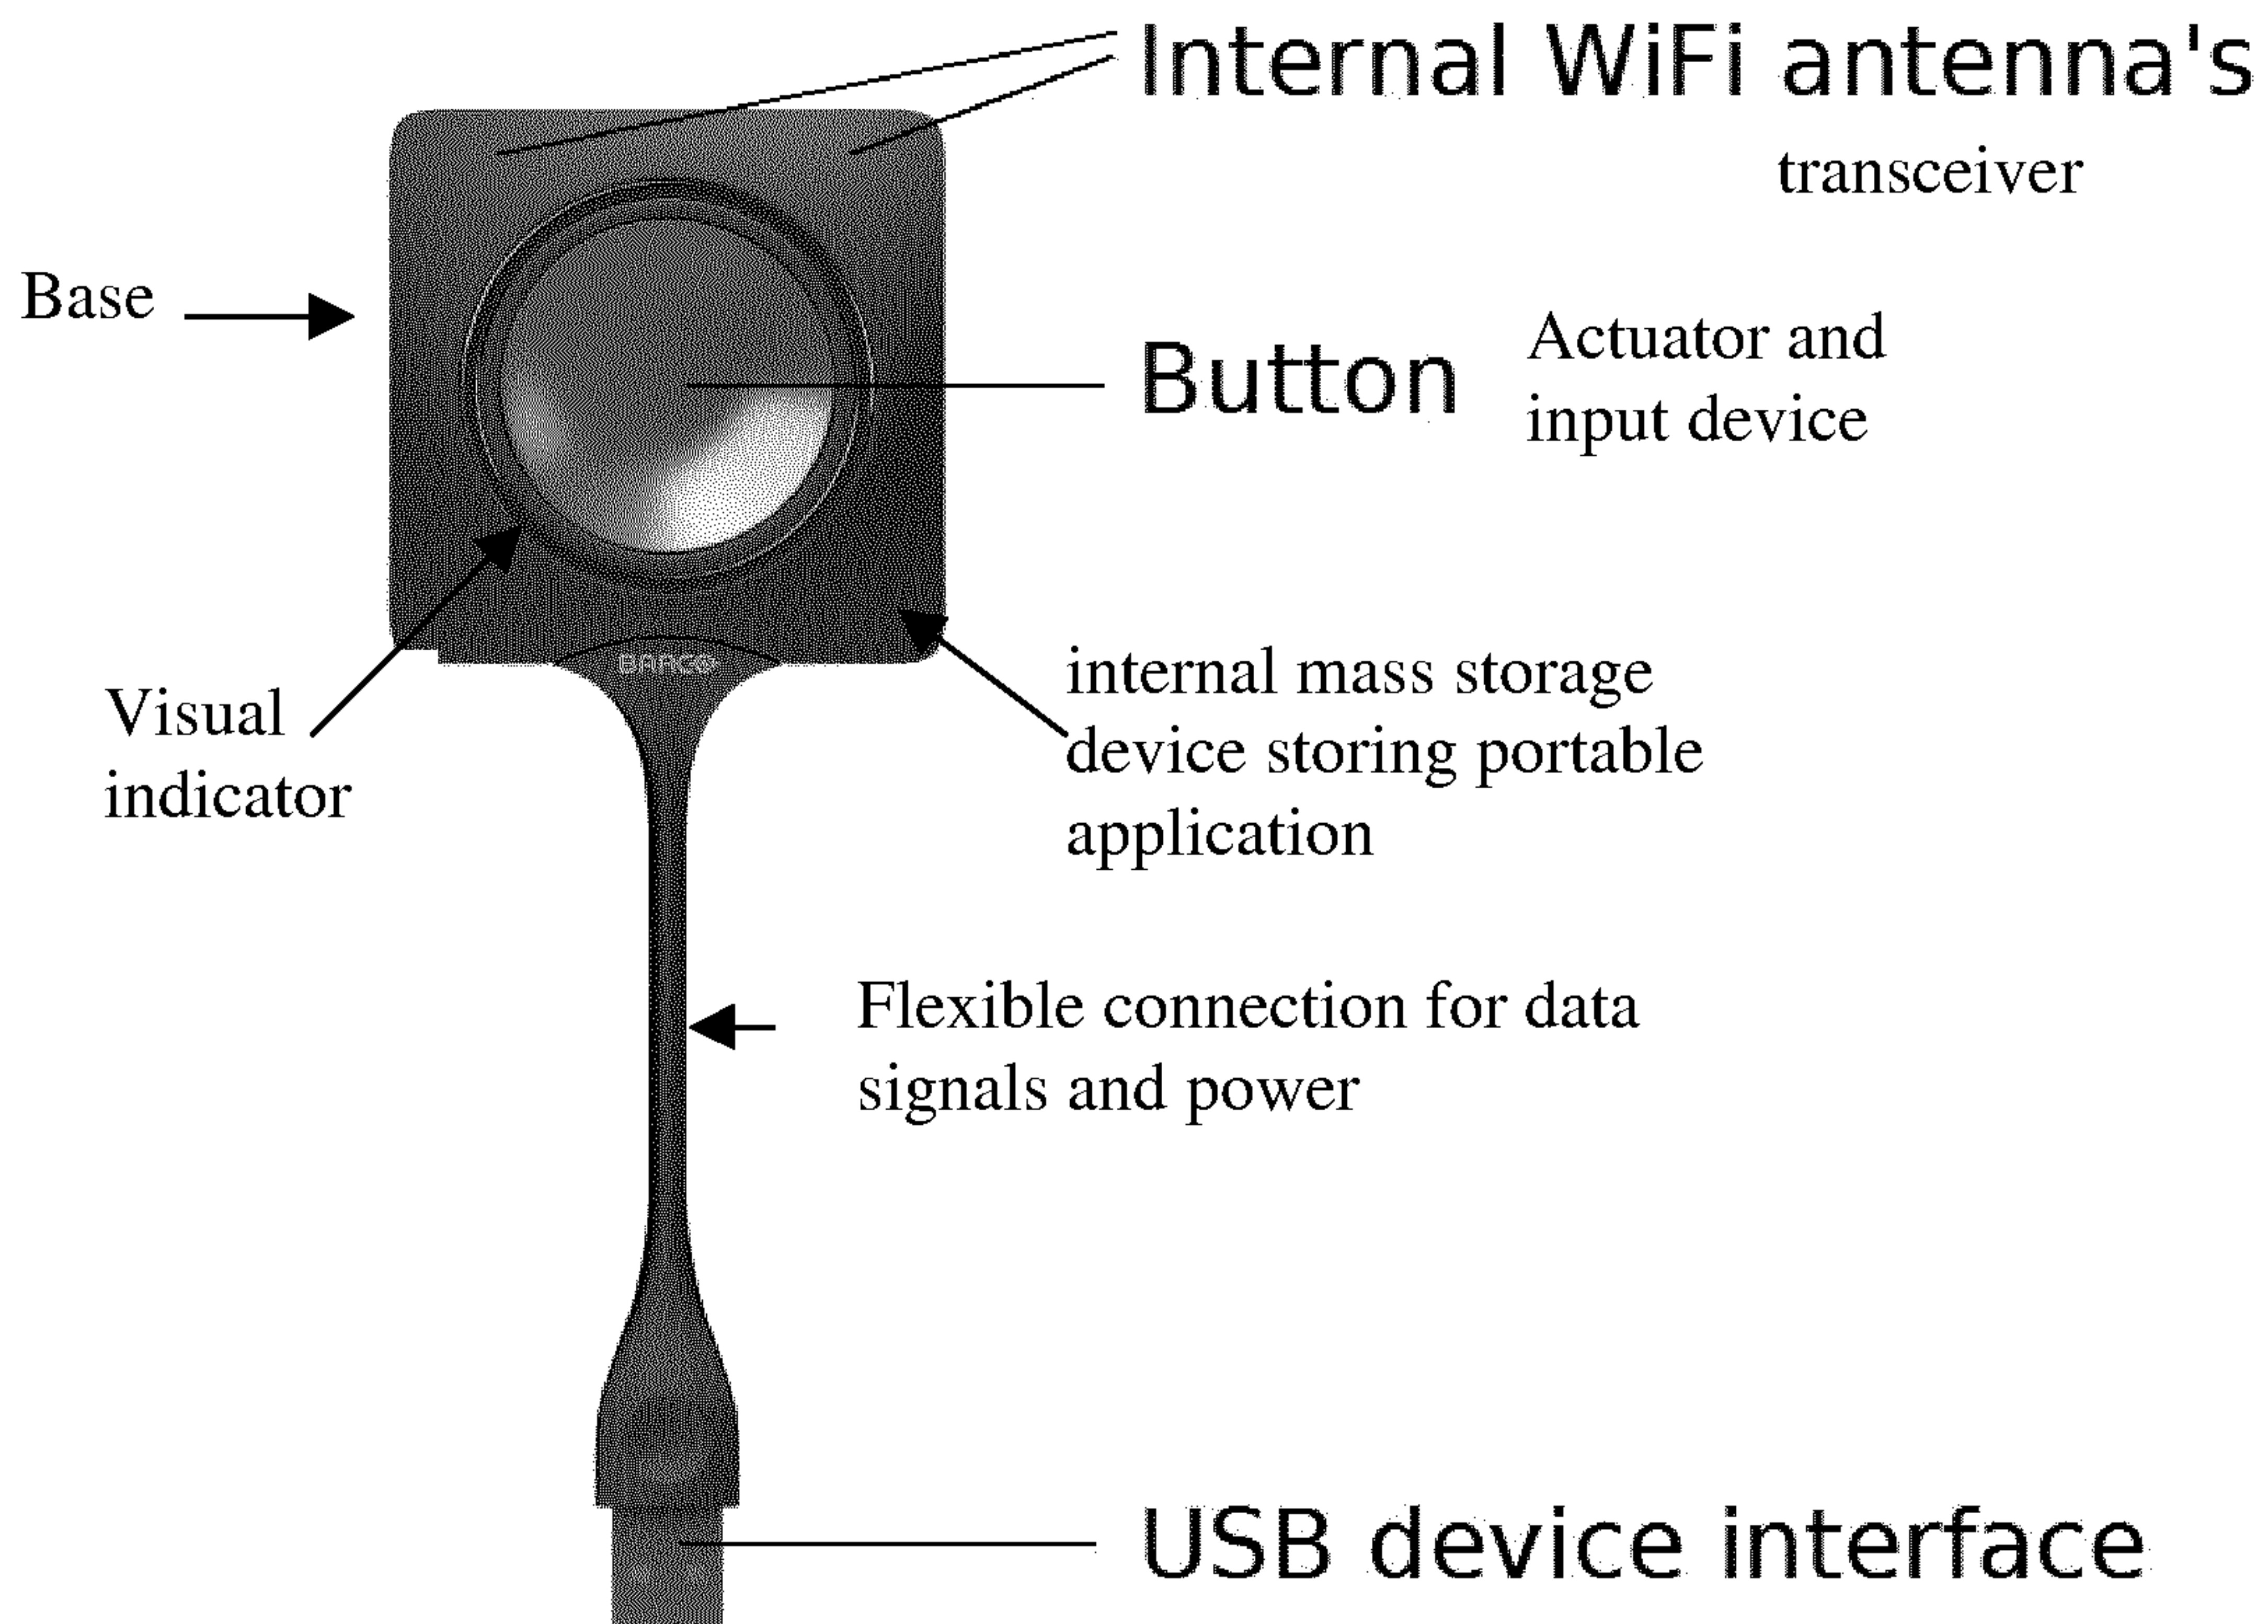 Internal WiFi antenna's
transceiver
Base
Button
Actuator and
input device
BARCO
Visual
indicator
internal mass storage
device storing portable
application
Flexible connection for data
signals and power
USB device interface